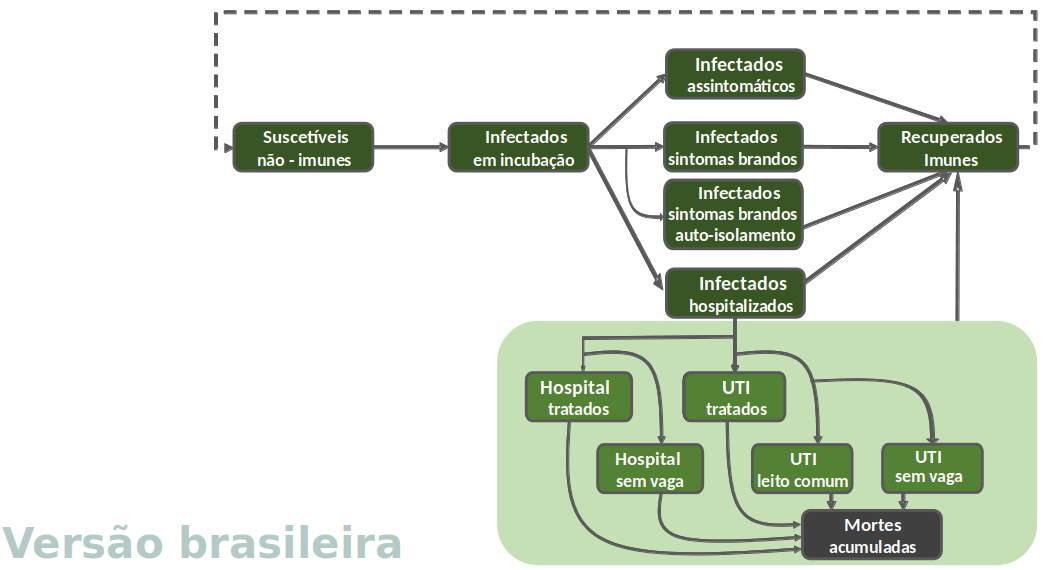 Infectados
assintomáticos
Suscetíveis
não - imunes
Infectados
em incubação
Infectados
sintomas brandos
Recuperados
Imunes
Infectados
sintomas brandos
auto-isolamento
Infectados
hospitalizados
Hospital
tratados
UTI
tratados
Hospital
sem vaga
UTI
leito comum
UTI
sem vaga
Mortes
acumuladas
Versão brasileira